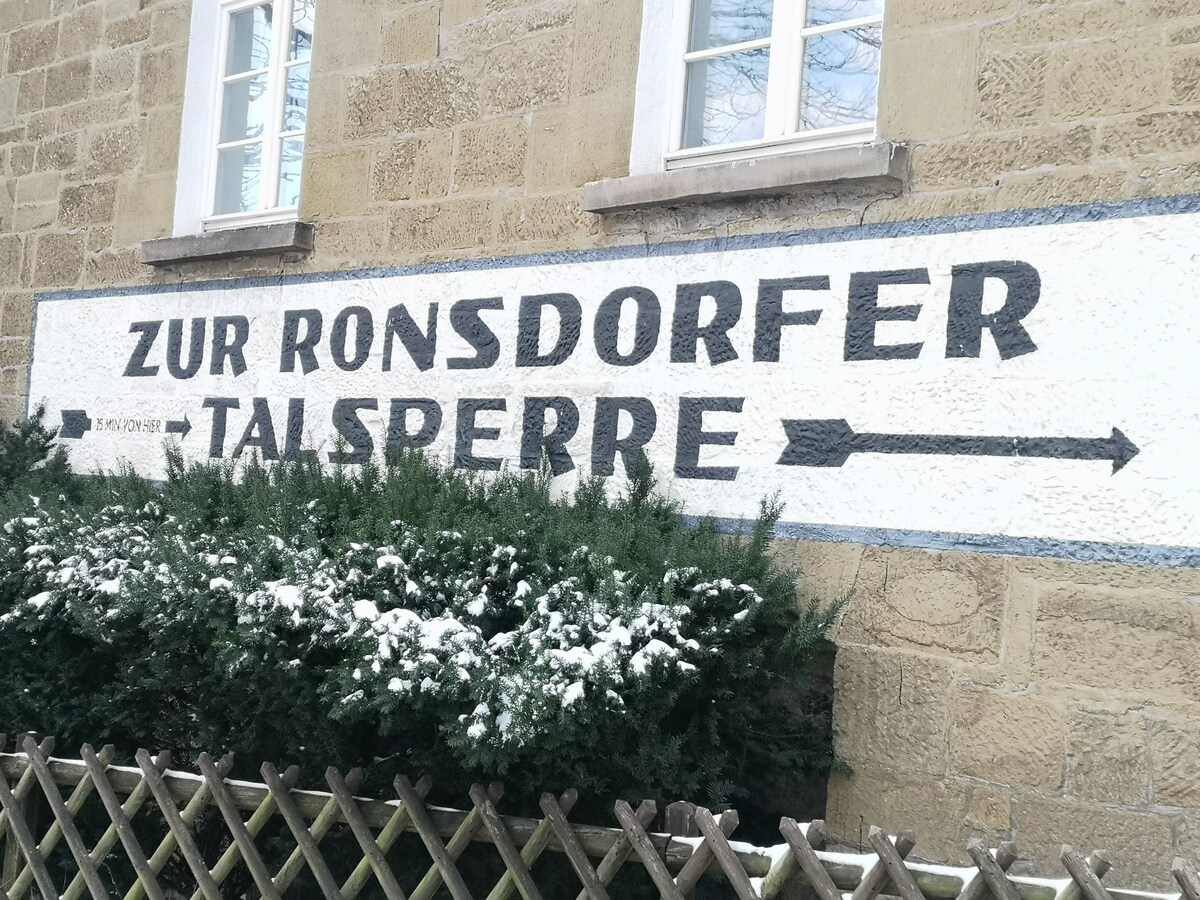 ZUR RONSDORFER
15 MIN VON HIER TALSPERRE